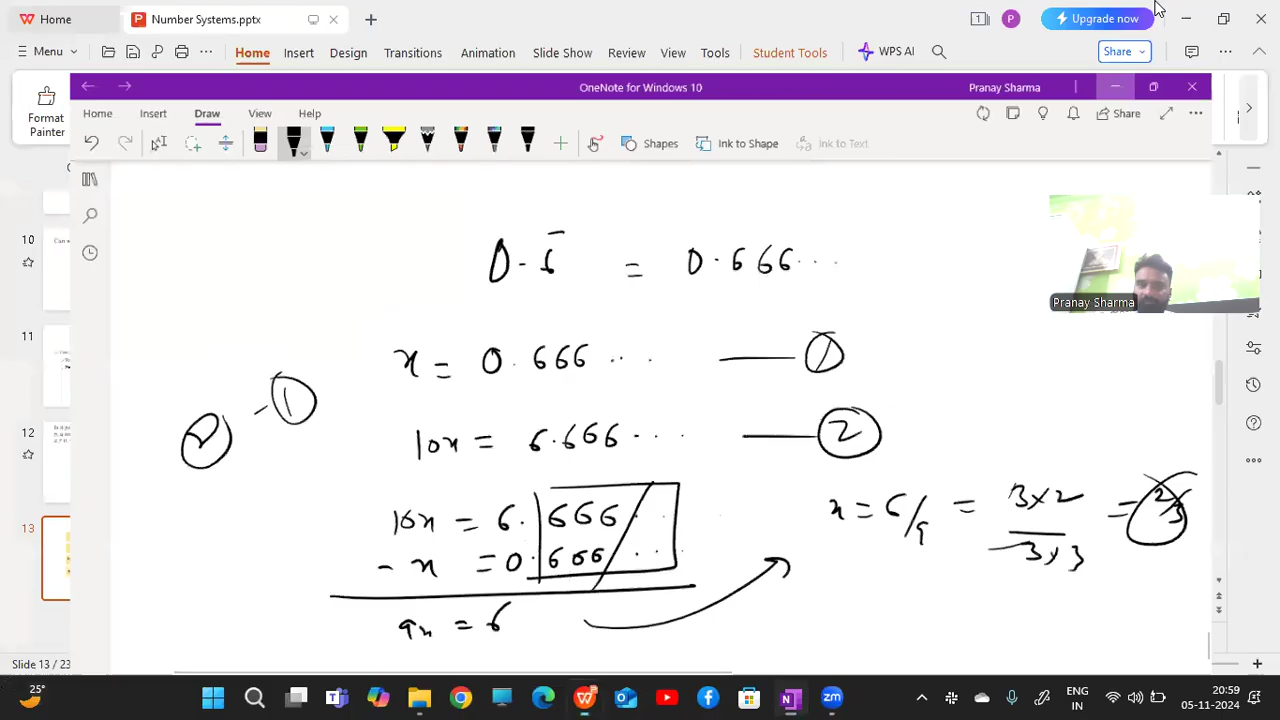 Home
Number Systems.pptx
P
Upgrade now
Menu
Home Insert Design Transitions Animation Slide Show Review View Tools Student Tools WPS AI
Share
OneNote for Windows 10
Pranay Sharma
Format Painter
Home Insert Draw View Help
Share
Shapes Ink to Shape Ink to Text
10
11
12
13
0.6̅ = 0.666...
Pranay Sharma
x = 0.666... —— ①
② - ①
10x = 6.666... —— ②
10x = 6.666...
- x = 0.666...
9x = 6
x = 6/9 = 3x2/3x3 = 2/3
Slide 13 / 23
25°
ENG IN
20:59
05-11-2024